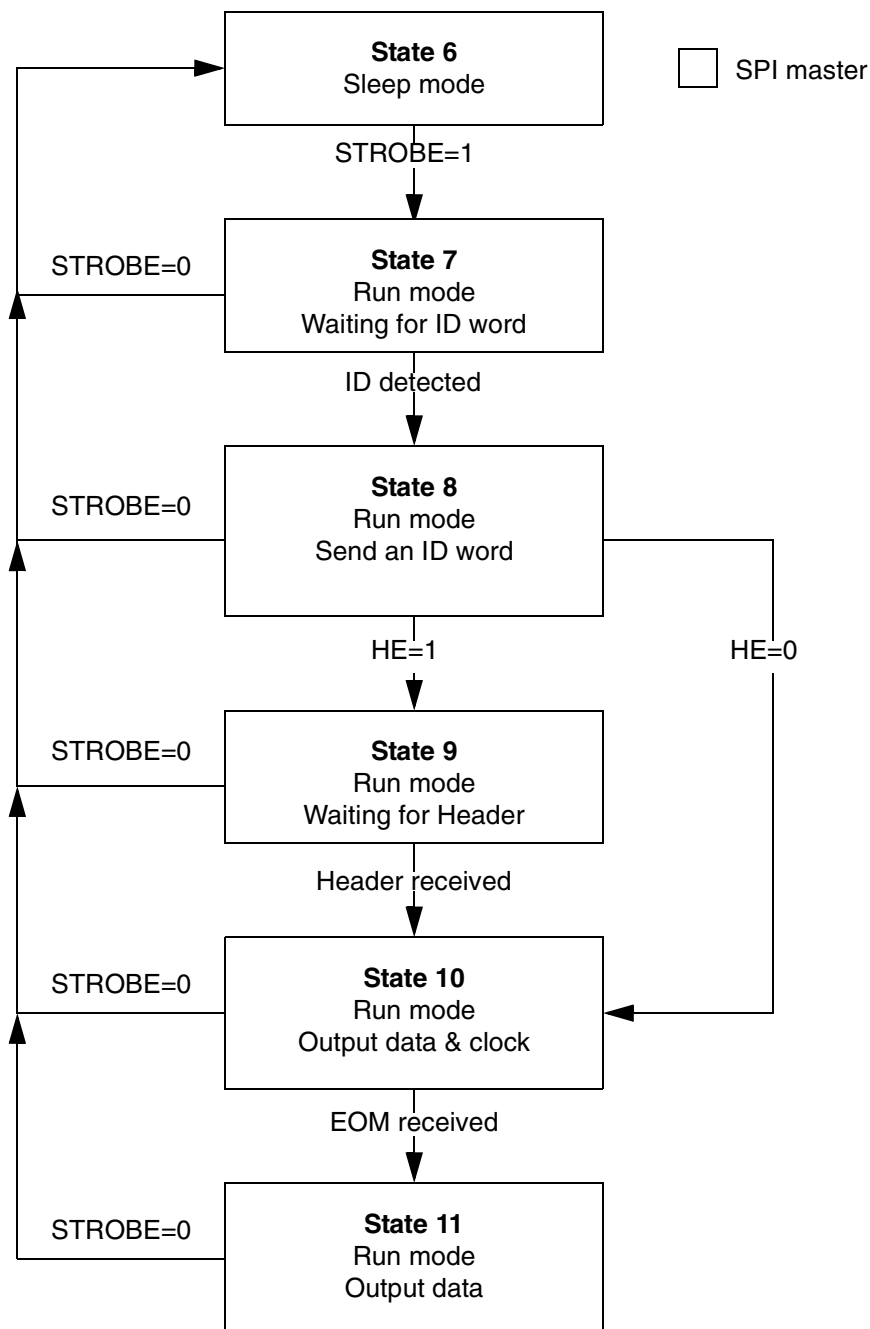 State 6
Sleep mode
SPI master
STROBE=1
STROBE=0
State 7
Run mode
Waiting for ID word
ID detected
STROBE=0
State 8
Run mode
Send an ID word
HE=1
HE=0
STROBE=0
State 9
Run mode
Waiting for Header
Header received
STROBE=0
State 10
Run mode
Output data & clock
EOM received
STROBE=0
State 11
Run mode
Output data